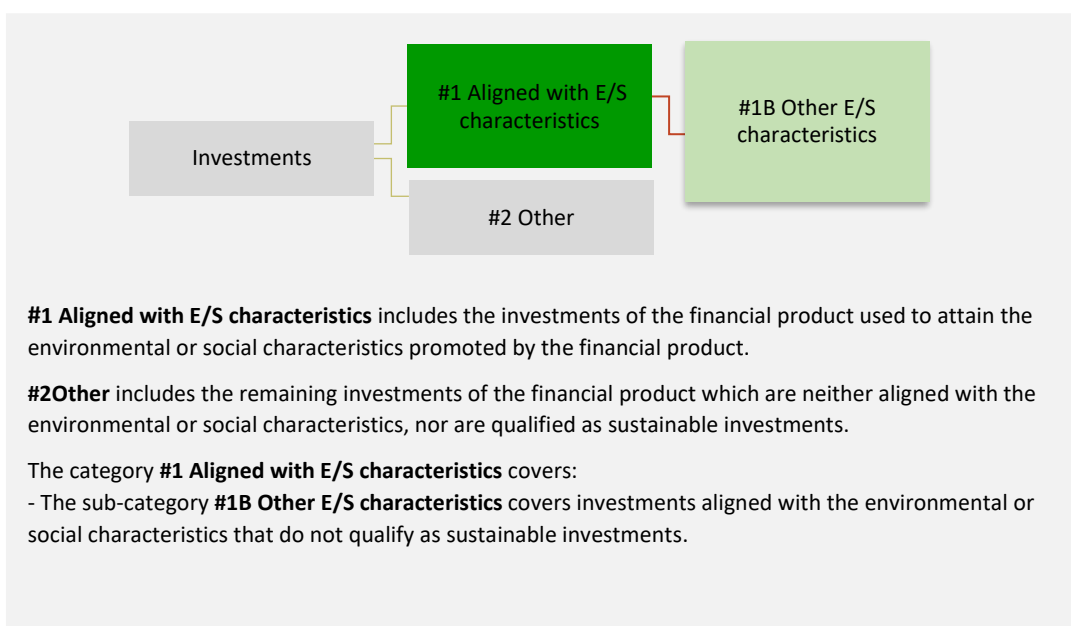 #1 Aligned with E/S
characteristics
#1B Other E/S
characteristics
Investments
#2 Other
#1 Aligned with E/S characteristics includes the investments of the financial product used to attain the
environmental or social characteristics promoted by the financial product.
#2Other includes the remaining investments of the financial product which are neither aligned with the
environmental or social characteristics, nor are qualified as sustainable investments.
The category #1 Aligned with E/S characteristics covers:
- The sub-category #1B Other E/S characteristics covers investments aligned with the environmental or
social characteristics that do not qualify as sustainable investments.